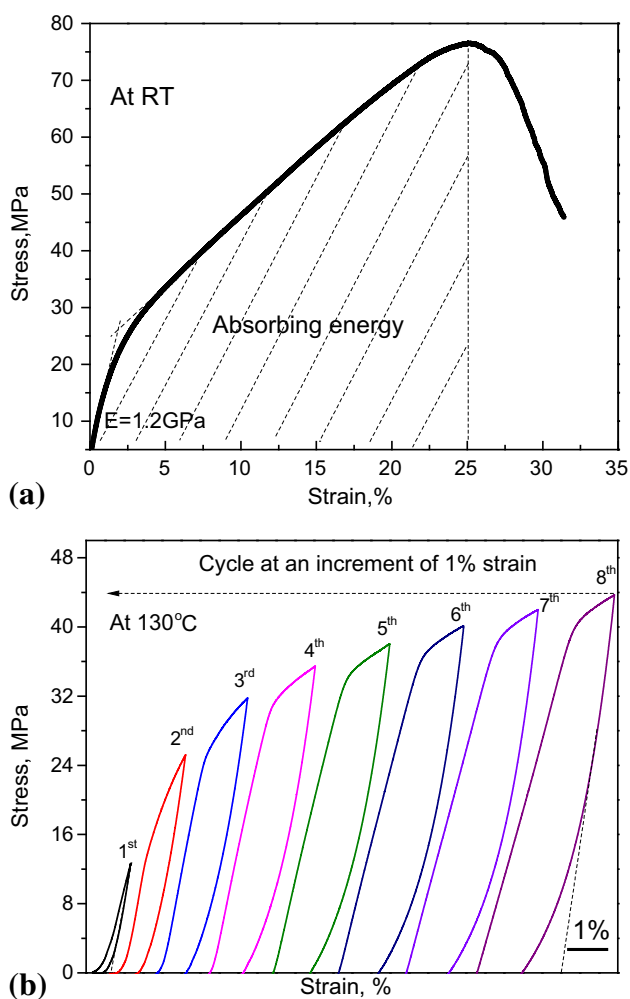 80
70
60
50
40
30
20
10
Stress,MPa
At RT
Absorbing energy
E=1.2GPa
0 5 10 15 20 25 30 35
Strain,%
(a)
48
40
32
24
16
8
0
Stress, MPa
Cycle at an increment of 1% strain
At 130°C
1st
2nd
3rd
4th
5th
6th
7th
8th
1%
Strain, %
(b)